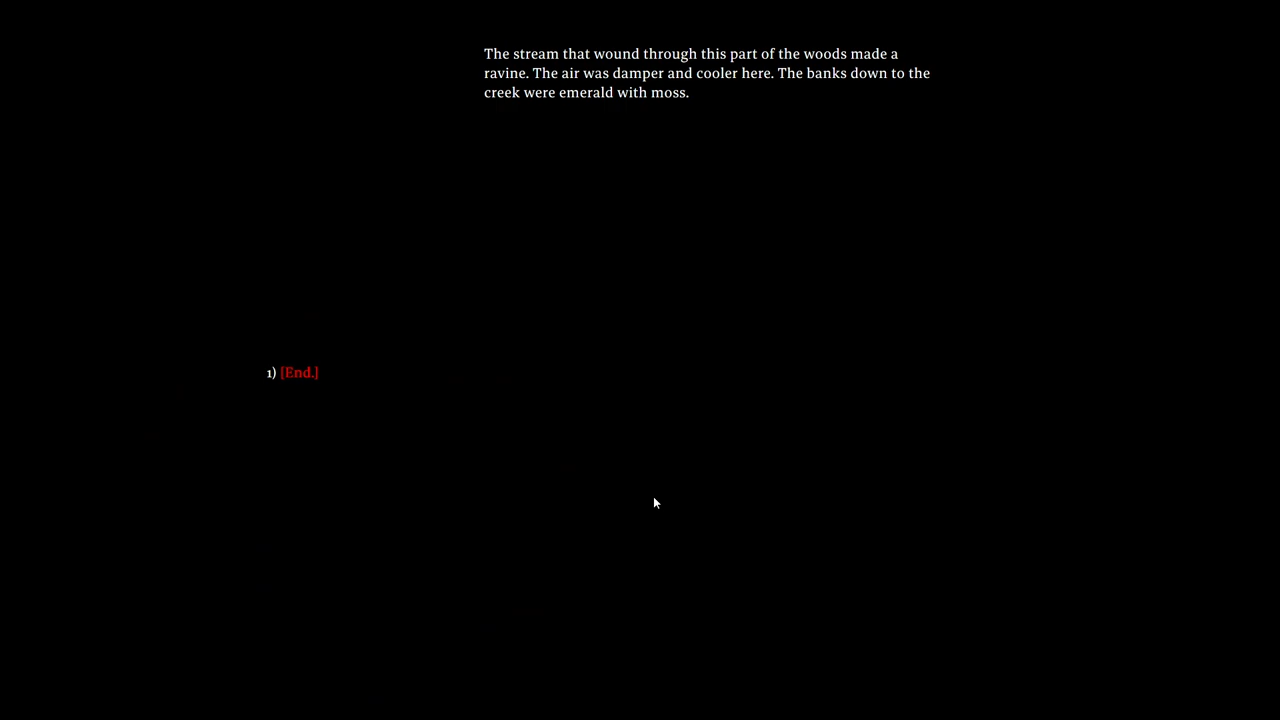 The stream that wound through this part of the woods made a
ravine. The air was damper and cooler here. The banks down to the
creek were emerald with moss.
1) [End.]